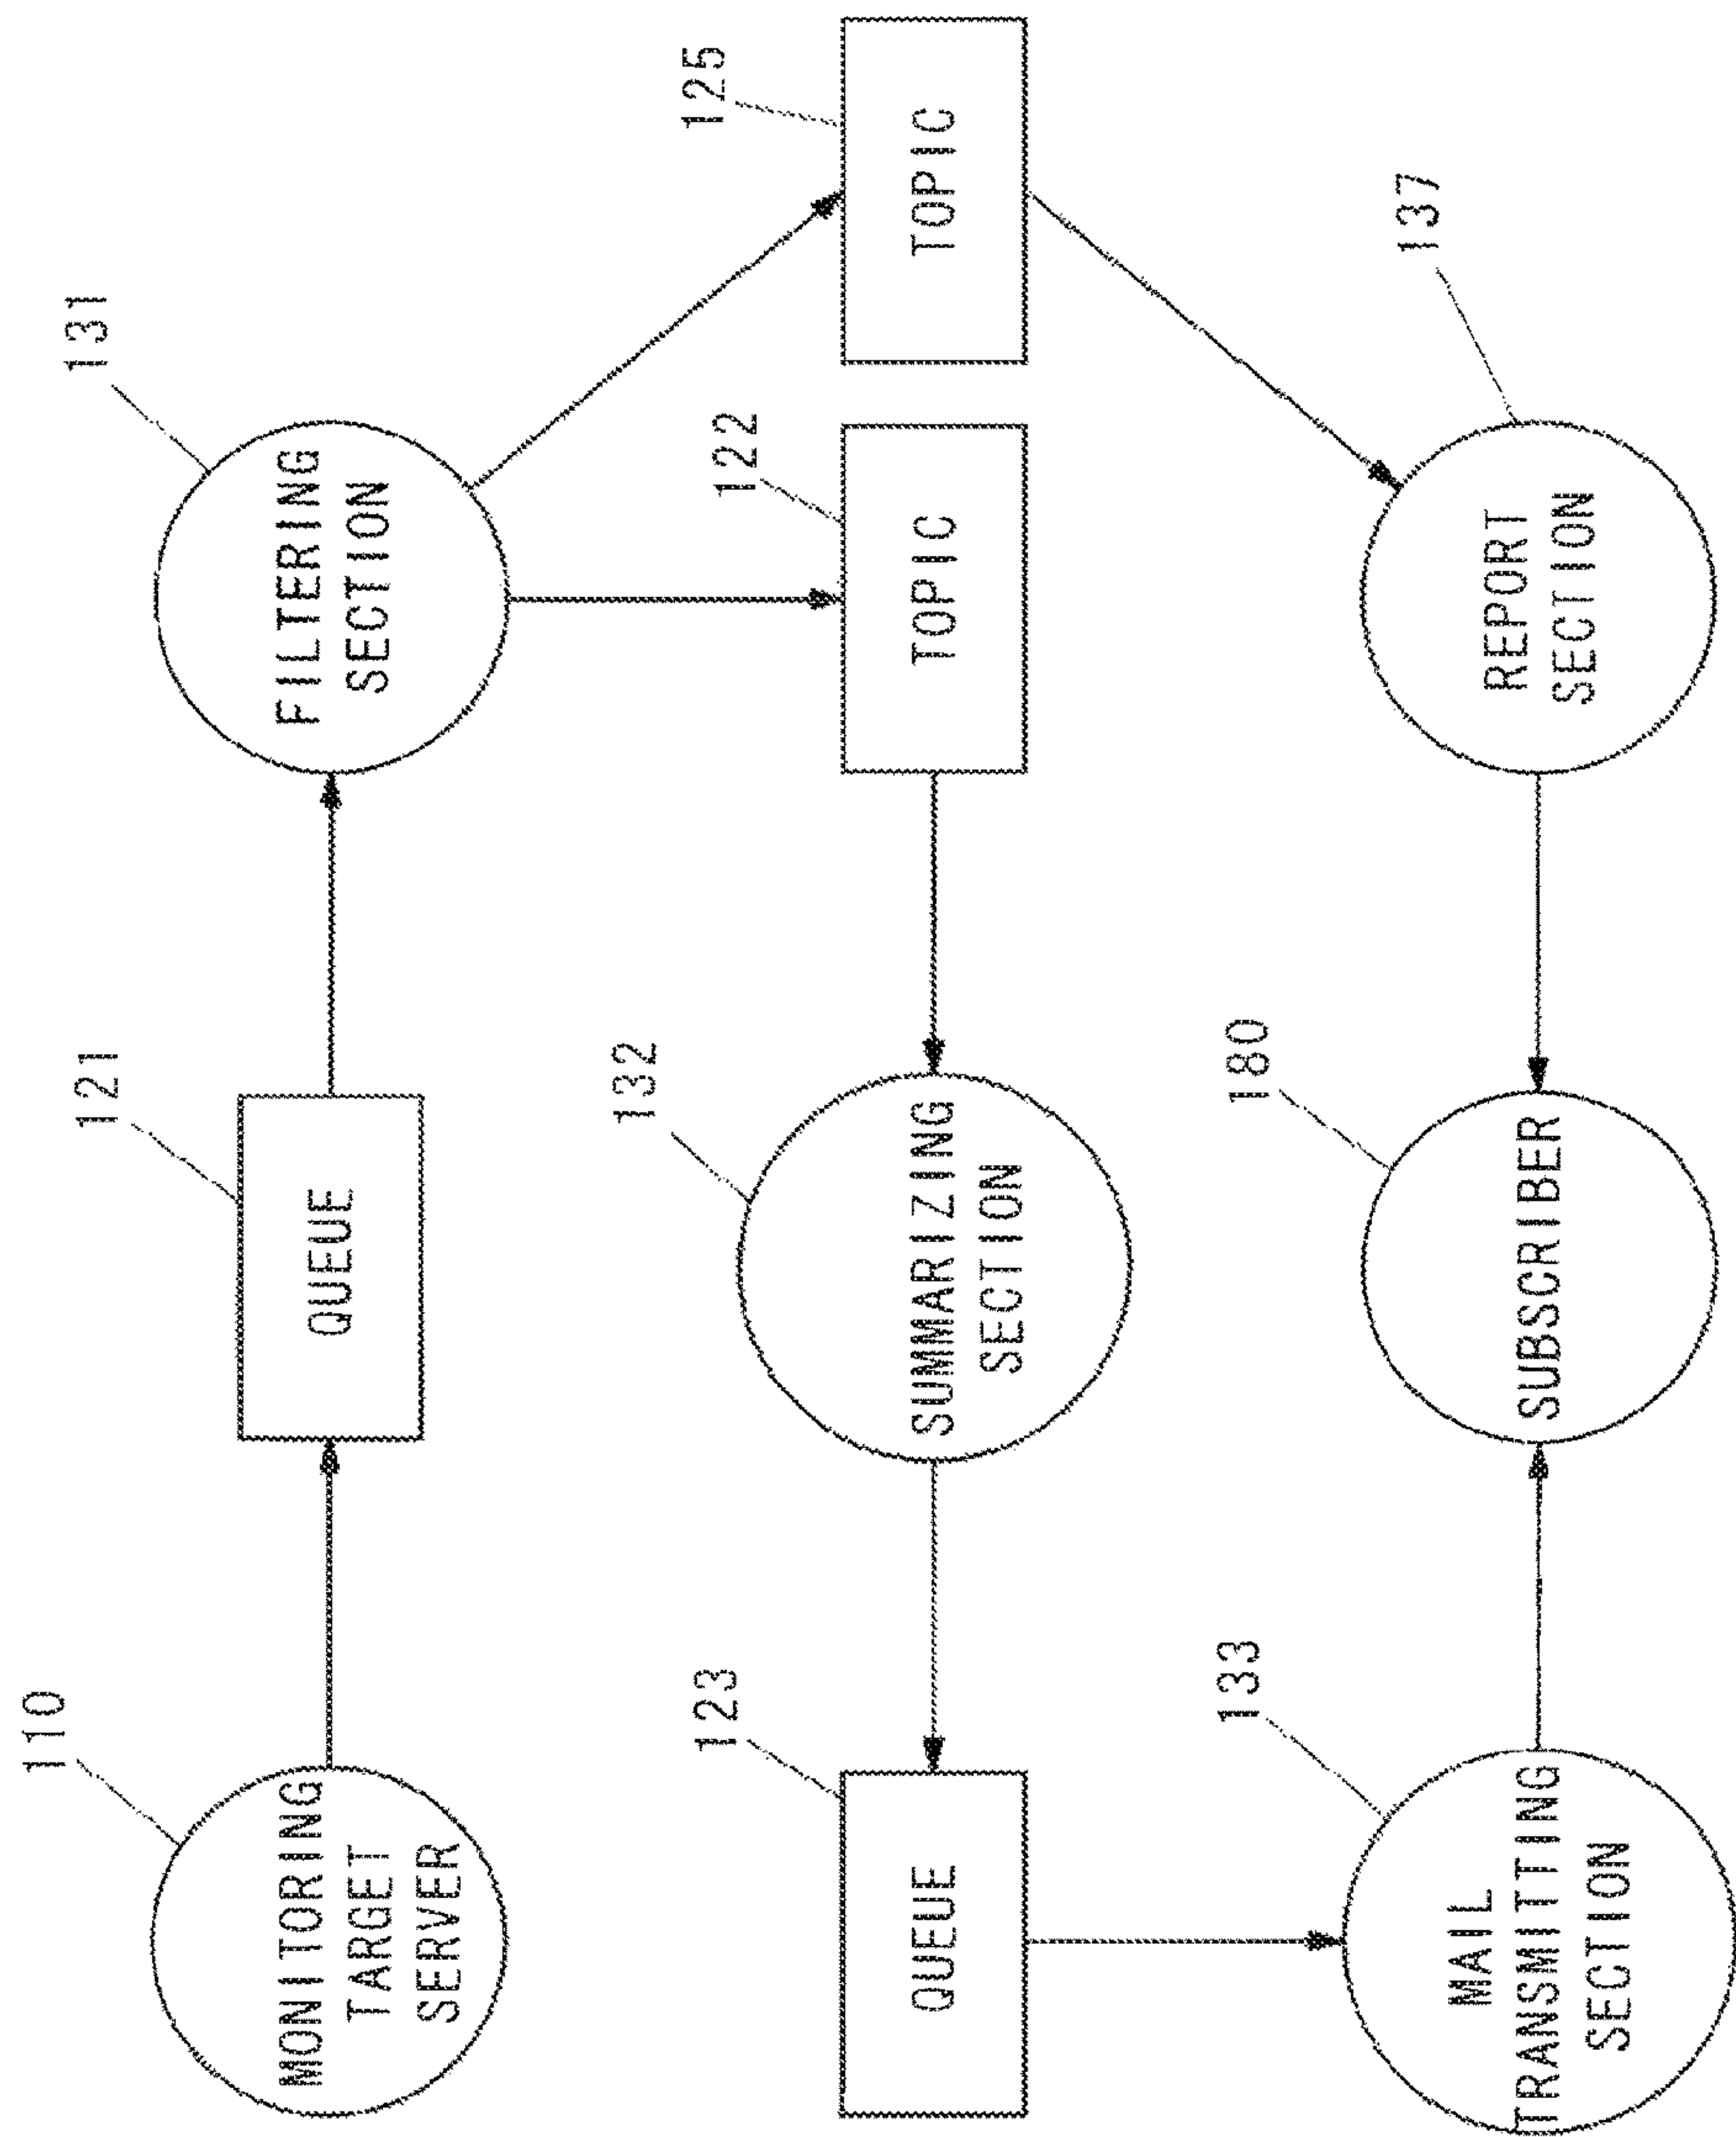 110
MONITORING
TARGET
SERVER
121
QUEUE
131
FILTERING
SECTION
123
QUEUE
132
SUMMARIZING
SECTION
122
TOPIC
125
TOPIC
133
MAIL
TRANSMITTING
SECTION
180
SUBSCRIBER
137
REPORT
SECTION